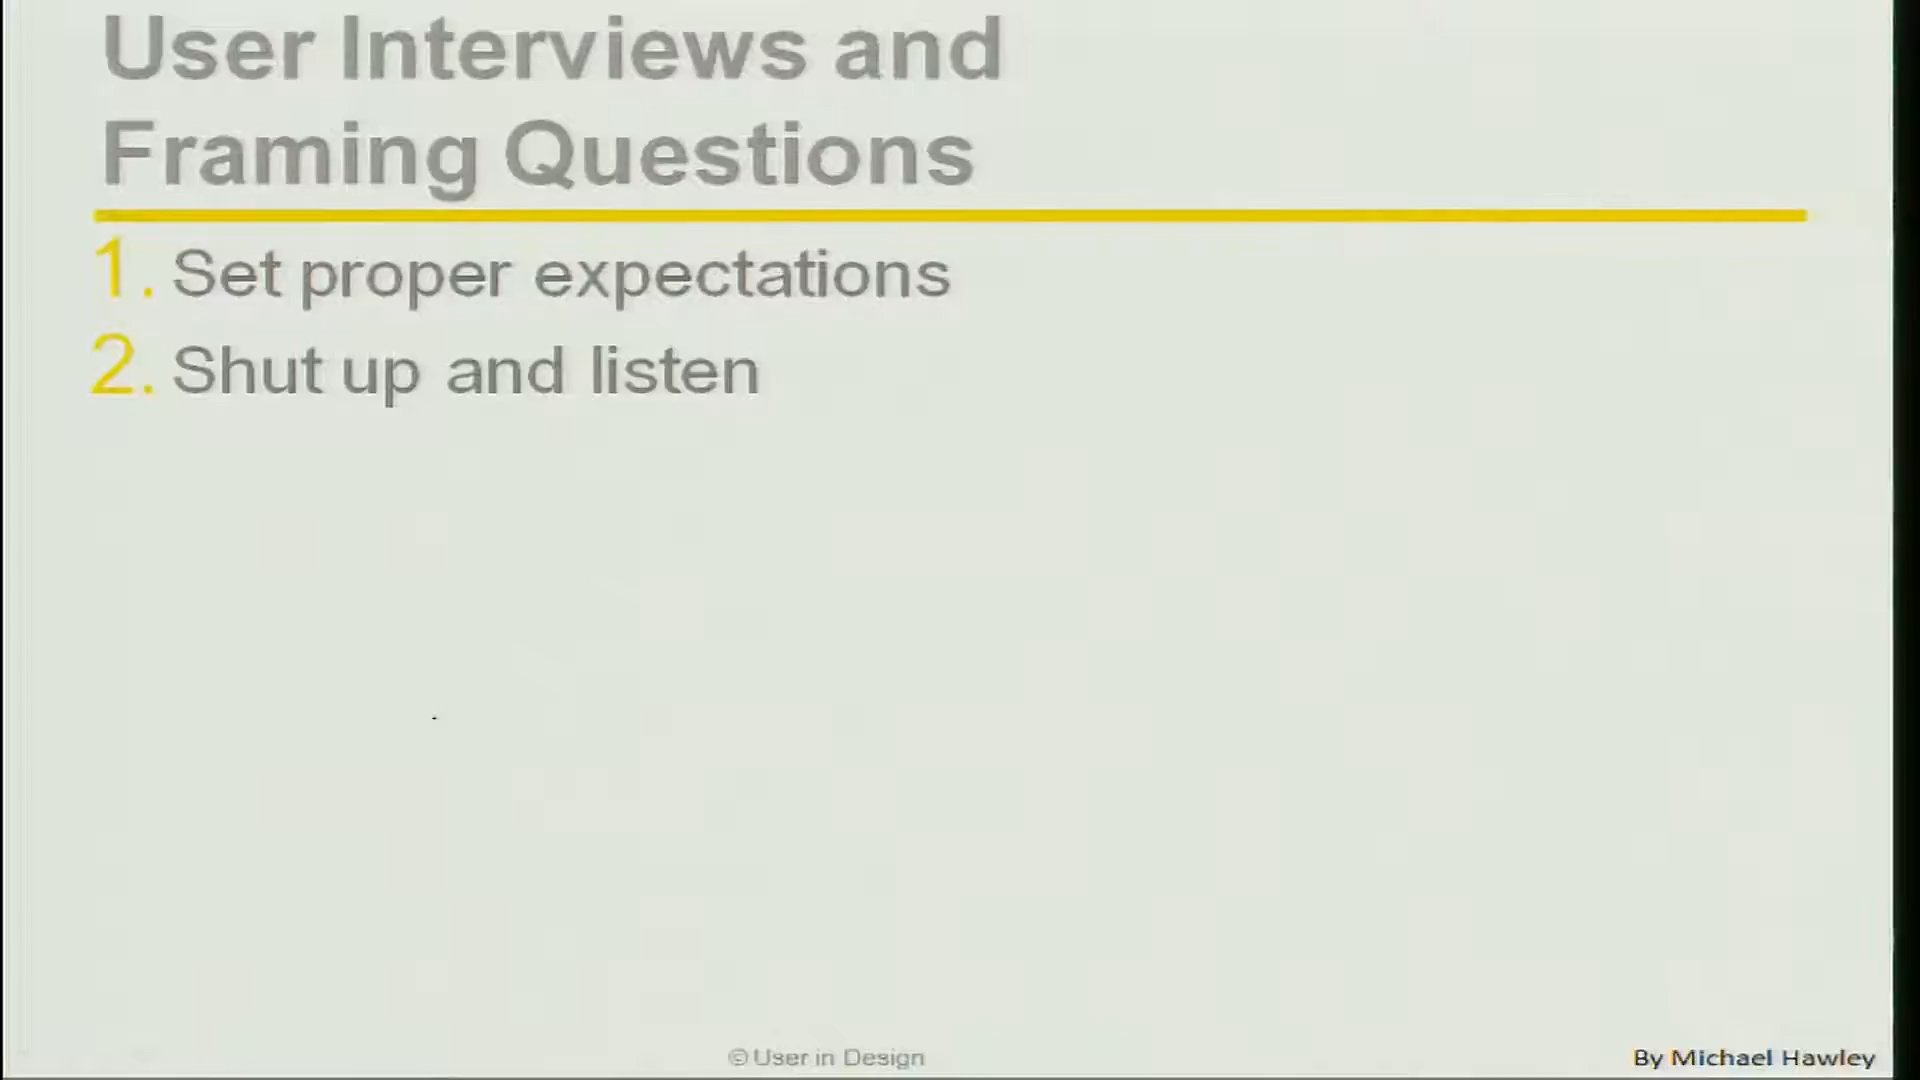 User Interviews and
Framing Questions
1. Set proper expectations
2. Shut up and listen
© User in Design
By Michael Hawley